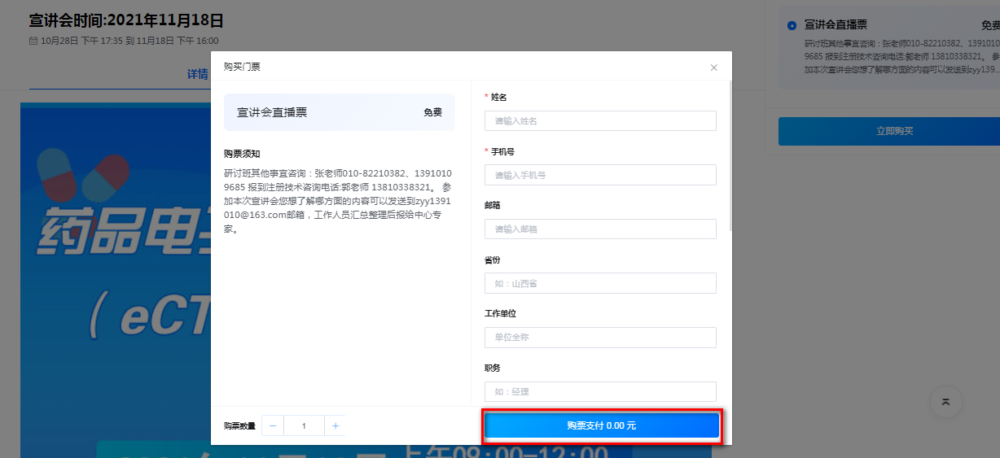 宣讲会时间:2021年11月18日
10月28日 下午 17:35 到 11月18日 下午 16:00
详情
药品电
(eCT
上午09:00-12:00
购买门票
宣讲会直播票
免费
购票须知
研讨班其他事宜咨询：张老师010-82210382、1391010
9685 报到注册技术咨询电话:郭老师 13810338321。 参
加本次宣讲会您想了解哪方面的内容可以发送到zyy1391
010@163.com邮箱，工作人员汇总整理后报给中心专
家。
* 姓名
请输入姓名
* 手机号
请输入手机号
邮箱
请输入邮箱
省份
如：山西省
工作单位
单位全称
职务
如：经理
购票数量
− 1 +
购票支付 0.00 元
宣讲会直播票
免费
研讨班其他事宜咨询：张老师010-82210382、1391010
9685 报到注册技术咨询电话:郭老师 13810338321。 参
加本次宣讲会您想了解哪方面的内容可以发送到zyy139...
立即购买